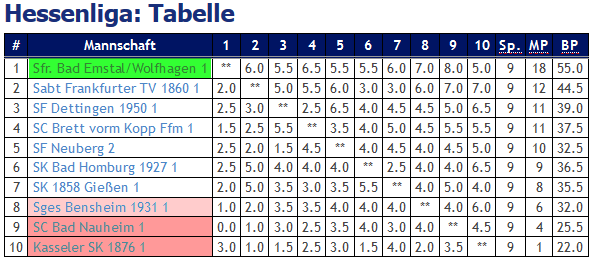 Hessenliga: Tabelle
# Mannschaft 1 2 3 4 5 6 7 8 9 10 Sp. MP BP
1 Sfr. Bad Emstal/Wolfhagen 1 ** 6.0 5.5 6.5 5.5 5.5 6.0 7.0 8.0 5.0 9 18 55.0
2 Sabt Frankfurter TV 1860 1 2.0 ** 5.0 5.5 6.0 3.0 3.0 6.0 7.0 7.0 9 12 44.5
3 SF Dettingen 1950 1 2.5 3.0 ** 2.5 6.5 4.0 4.5 4.5 5.0 6.5 9 11 39.0
4 SC Brett vorm Kopp Ffm 1 1.5 2.5 5.5 ** 3.5 4.0 5.0 4.5 5.5 5.5 9 11 37.5
5 SF Neuberg 2 2.5 2.0 1.5 4.5 ** 4.0 4.5 4.0 4.5 5.0 9 10 32.5
6 SK Bad Homburg 1927 1 2.5 5.0 4.0 4.0 4.0 ** 2.5 4.0 4.0 6.5 9 9 36.5
7 SK 1858 Gießen 1 2.0 5.0 3.5 3.0 3.5 5.5 ** 4.0 5.0 4.0 9 8 35.5
8 Sges Bensheim 1931 1 1.0 2.0 3.5 3.5 4.0 4.0 4.0 ** 4.0 6.0 9 6 32.0
9 SC Bad Nauheim 1 0.0 1.0 3.0 2.5 3.5 4.0 3.0 4.0 ** 4.5 9 4 25.5
10 Kasseler SK 1876 1 3.0 1.0 1.5 2.5 3.0 1.5 4.0 2.0 3.5 ** 9 1 22.0